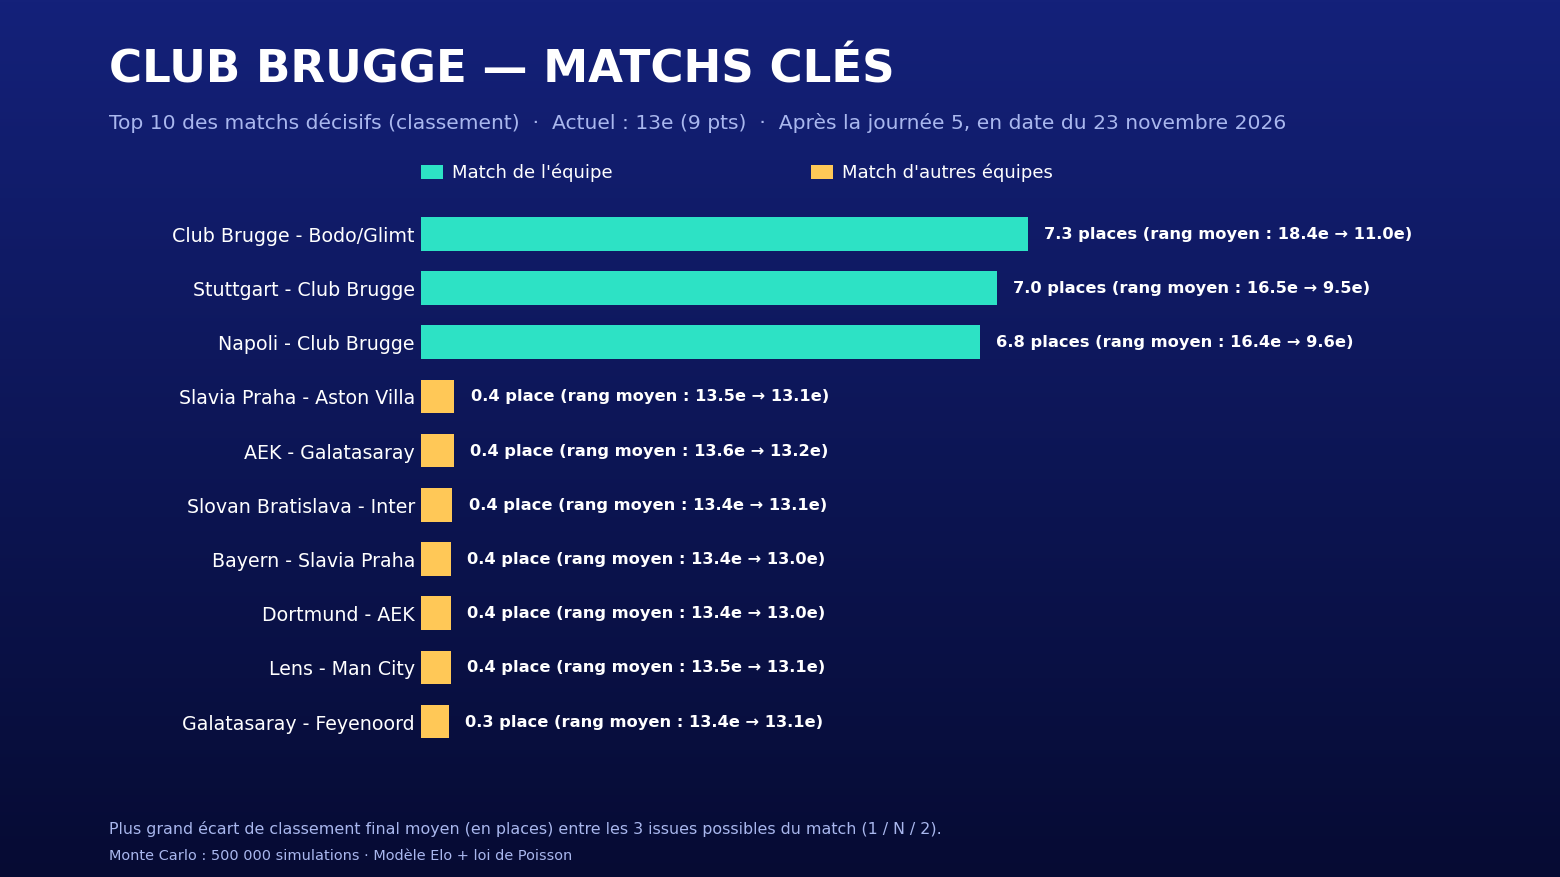 CLUB BRUGGE — MATCHS CLÉS
Top 10 des matchs décisifs (classement) · Actuel : 13e (9 pts) · Après la journée 5, en date du 23 novembre 2026
Match de l'équipe
Match d'autres équipes
Club Brugge - Bodo/Glimt 7.3 places (rang moyen : 18.4e → 11.0e)
Stuttgart - Club Brugge 7.0 places (rang moyen : 16.5e → 9.5e)
Napoli - Club Brugge 6.8 places (rang moyen : 16.4e → 9.6e)
Slavia Praha - Aston Villa 0.4 place (rang moyen : 13.5e → 13.1e)
AEK - Galatasaray 0.4 place (rang moyen : 13.6e → 13.2e)
Slovan Bratislava - Inter 0.4 place (rang moyen : 13.4e → 13.1e)
Bayern - Slavia Praha 0.4 place (rang moyen : 13.4e → 13.0e)
Dortmund - AEK 0.4 place (rang moyen : 13.4e → 13.0e)
Lens - Man City 0.4 place (rang moyen : 13.5e → 13.1e)
Galatasaray - Feyenoord 0.3 place (rang moyen : 13.4e → 13.1e)
Plus grand écart de classement final moyen (en places) entre les 3 issues possibles du match (1 / N / 2).
Monte Carlo : 500 000 simulations · Modèle Elo + loi de Poisson